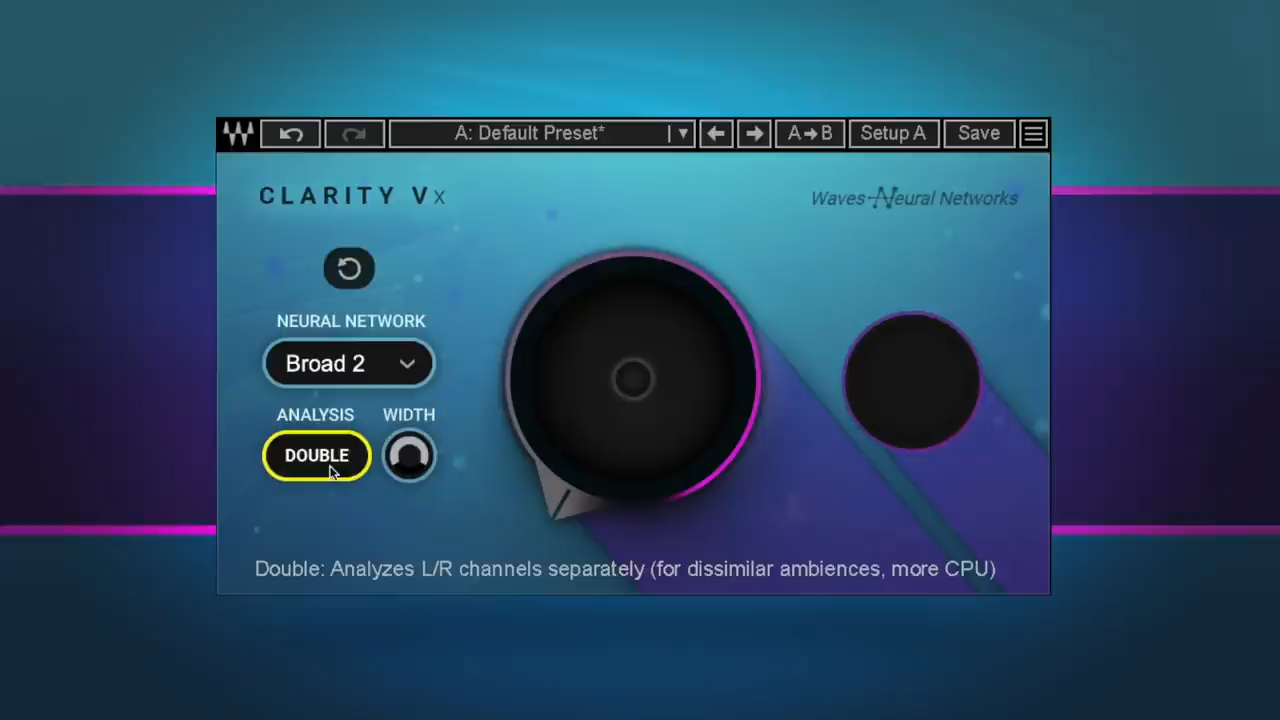 A: Default Preset*
A→B
Setup A
Save
CLARITY Vx
Waves Neural Networks
NEURAL NETWORK
Broad 2
ANALYSIS
WIDTH
DOUBLE
Double: Analyzes L/R channels separately (for dissimilar ambiences, more CPU)